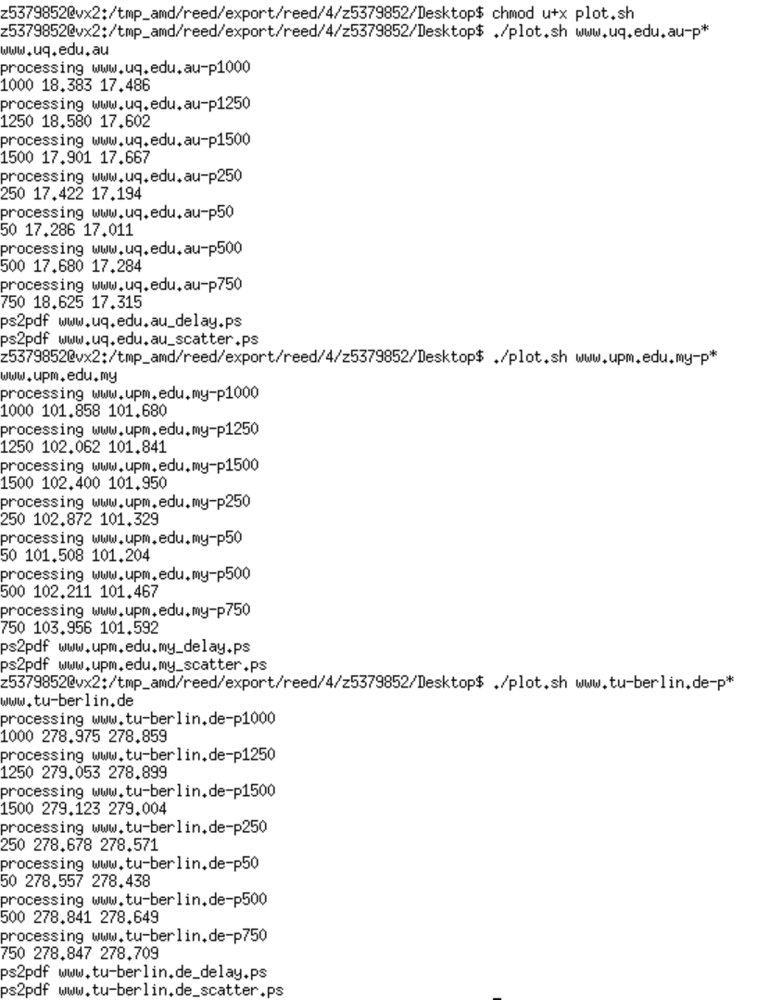 z5379852@vx2:/tmp_amd/reed/export/reed/4/z5379852/Desktop$ chmod u+x plot.sh
z5379852@vx2:/tmp_amd/reed/export/reed/4/z5379852/Desktop$ ./plot.sh www.uq.edu.au-p*
www.uq.edu.au
processing www.uq.edu.au-p1000
1000 18.383 17.486
processing www.uq.edu.au-p1250
1250 18.580 17.602
processing www.uq.edu.au-p1500
1500 17.901 17.667
processing www.uq.edu.au-p250
250 17.422 17.194
processing www.uq.edu.au-p50
50 17.286 17.011
processing www.uq.edu.au-p500
500 17.680 17.284
processing www.uq.edu.au-p750
750 18.625 17.315
ps2pdf www.uq.edu.au_delay.ps
ps2pdf www.uq.edu.au_scatter.ps
z5379852@vx2:/tmp_amd/reed/export/reed/4/z5379852/Desktop$ ./plot.sh www.upm.edu.my-p*
www.upm.edu.my
processing www.upm.edu.my-p1000
1000 101.858 101.680
processing www.upm.edu.my-p1250
1250 102.062 101.841
processing www.upm.edu.my-p1500
1500 102.400 101.950
processing www.upm.edu.my-p250
250 102.872 101.329
processing www.upm.edu.my-p50
50 101.508 101.204
processing www.upm.edu.my-p500
500 102.211 101.467
processing www.upm.edu.my-p750
750 103.956 101.592
ps2pdf www.upm.edu.my_delay.ps
ps2pdf www.upm.edu.my_scatter.ps
z5379852@vx2:/tmp_amd/reed/export/reed/4/z5379852/Desktop$ ./plot.sh www.tu-berlin.de-p*
www.tu-berlin.de
processing www.tu-berlin.de-p1000
1000 278.975 278.859
processing www.tu-berlin.de-p1250
1250 279.053 278.899
processing www.tu-berlin.de-p1500
1500 279.123 279.004
processing www.tu-berlin.de-p250
250 278.678 278.571
processing www.tu-berlin.de-p50
50 278.557 278.438
processing www.tu-berlin.de-p500
500 278.841 278.649
processing www.tu-berlin.de-p750
750 278.847 278.709
ps2pdf www.tu-berlin.de_delay.ps
ps2pdf www.tu-berlin.de_scatter.ps